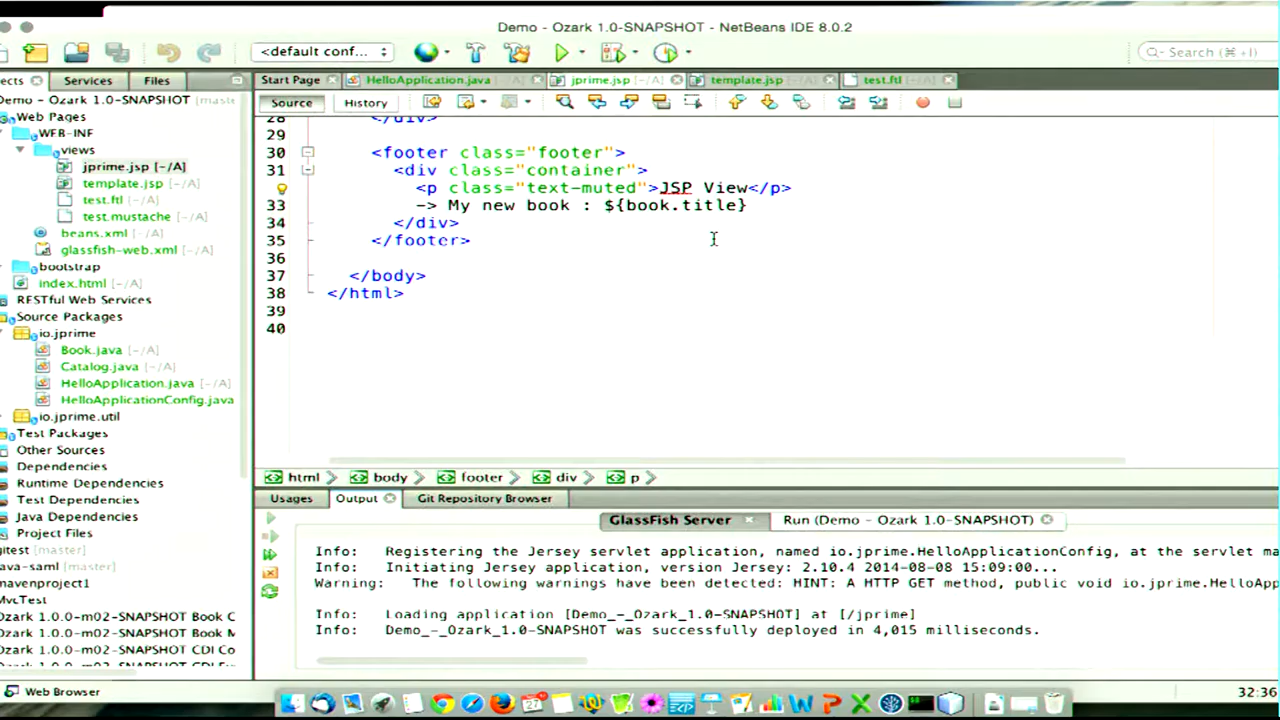 Demo - Ozark 1.0-SNAPSHOT - NetBeans IDE 8.0.2
<default conf...
Search (⌘+I)
ects
Services
Files
Start Page
HelloApplication.java
jprime.jsp
template.jsp
test.ftl
Source
History
Demo - Ozark 1.0-SNAPSHOT [maste
Web Pages
WEB-INF
views
jprime.jsp [-/A]
template.jsp [-/A]
test.ftl [-/A]
test.mustache [-/A]
beans.xml [-/A]
glassfish-web.xml [-/A]
bootstrap
index.html [-/A]
RESTful Web Services
Source Packages
io.jprime
Book.java [-/A]
Catalog.java [-/A]
HelloApplication.java [-/A]
HelloApplicationConfig.java
io.jprime.util
Test Packages
Other Sources
Dependencies
Runtime Dependencies
Test Dependencies
Java Dependencies
Project Files
gitest [master]
ava-saml [master]
mavenproject1
MvcTest
Ozark 1.0.0-m02-SNAPSHOT Book C
Ozark 1.0.0-m02-SNAPSHOT Book M
Ozark 1.0.0-m02-SNAPSHOT CDI Co
Ozark 1.0.0-m02-SNAPSHOT CDI Ev
28 </div>
29
30 <footer class="footer">
31 <div class="container">
<p class="text-muted">JSP View</p>
33 -> My new book : ${book.title}
34 </div>
35 </footer>
36
37 </body>
38 </html>
39
40
html
body
footer
div
p
Usages
Output
Git Repository Browser
GlassFish Server
Run (Demo - Ozark 1.0-SNAPSHOT)
Info: Registering the Jersey servlet application, named io.jprime.HelloApplicationConfig, at the servlet ma
Info: Initiating Jersey application, version Jersey: 2.10.4 2014-08-08 15:09:00...
Warning: The following warnings have been detected: HINT: A HTTP GET method, public void io.jprime.HelloApp
Info: Loading application [Demo_-_Ozark_1.0-SNAPSHOT] at [/jprime]
Info: Demo_-_Ozark_1.0-SNAPSHOT was successfully deployed in 4,015 milliseconds.
Web Browser
32:36